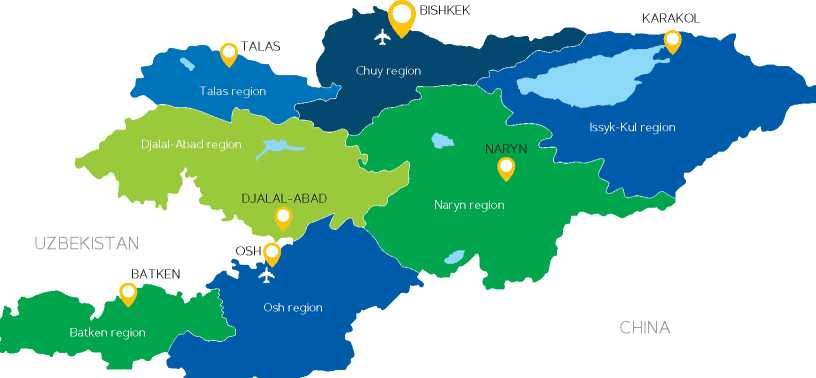 BISHKEK
KARAKOL
TALAS
Chuy region
Talas region
Issyk-Kul region
Djalal-Abad region
NARYN
DJALAL-ABAD
Naryn region
UZBEKISTAN
OSH
BATKEN
Osh region
CHINA
Batken region